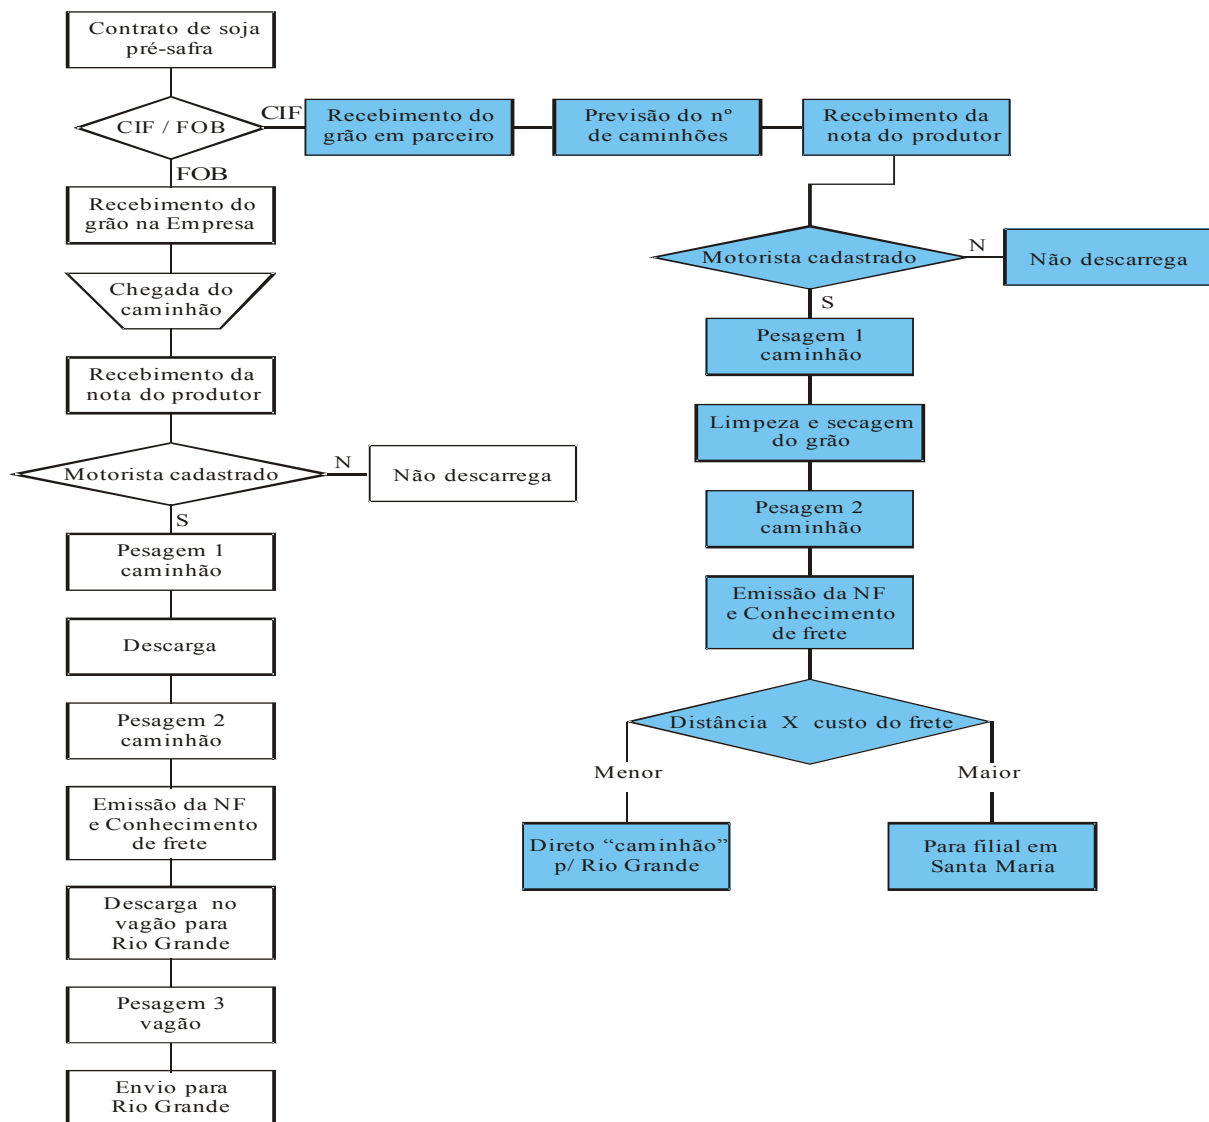 Contrato de soja
pré-safra
CIF / FOB
CIF
Recebimento do
grão em parceiro
Previsão do nº
de caminhões
Recebimento da
nota do produtor
FOB
Recebimento do
grão na Empresa
Chegada do
caminhão
Recebimento da
nota do produtor
Motorista cadastrado
N
Não descarrega
S
Pesagem 1
caminhão
Descarga
Pesagem 2
caminhão
Emissão da NF
e Conhecimento
de frete
Descarga no
vagão para
Rio Grande
Pesagem 3
vagão
Envio para
Rio Grande
Motorista cadastrado
N
Não descarrega
S
Pesagem 1
caminhão
Limpeza e secagem
do grão
Pesagem 2
caminhão
Emissão da NF
e Conhecimento
de frete
Distância X custo do frete
Menor
Maior
Direto “caminhão”
p/ Rio Grande
Para filial em
Santa Maria